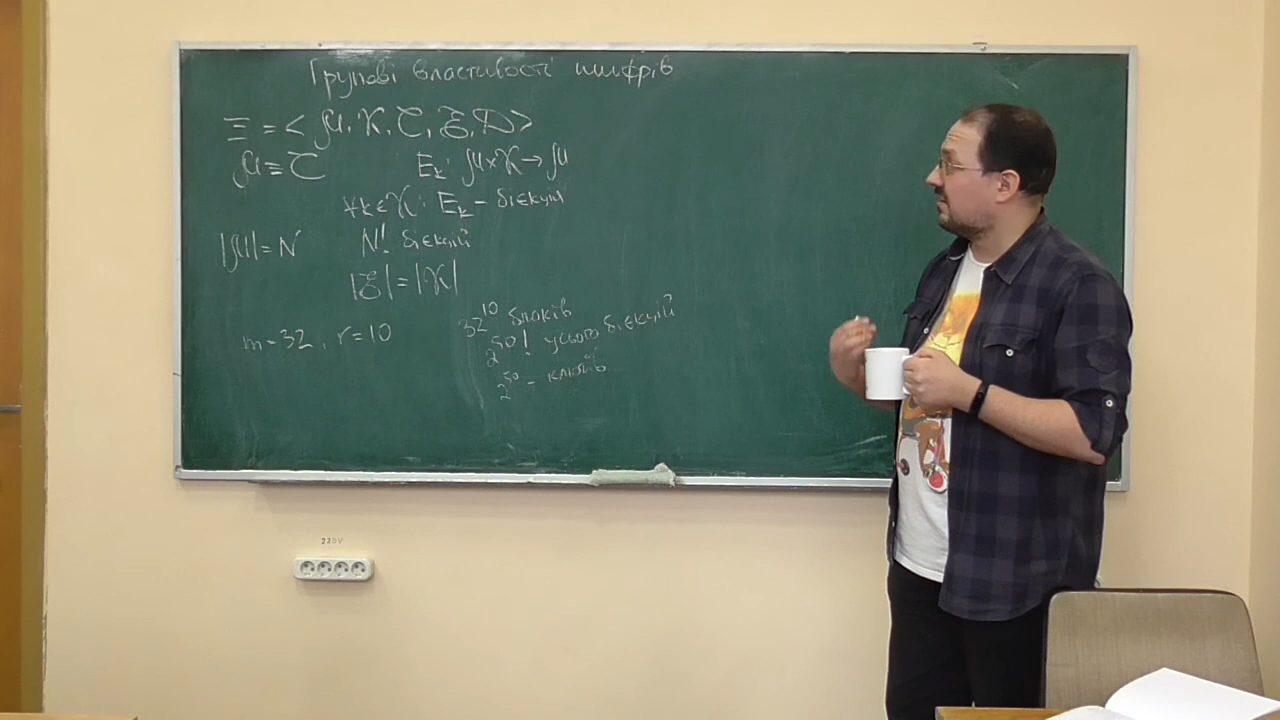 Групові властивості шифрів
Ξ = < M, K, C, E, D >
M ≡ C E_k: M × K → M
∀k ∈ K: E_k – бієкція
|M| = N N! бієкцій
|E| = |K|
m = 32, r = 10 32^10 блоків
2^50! усього бієкцій
2^50 – ключів
220V